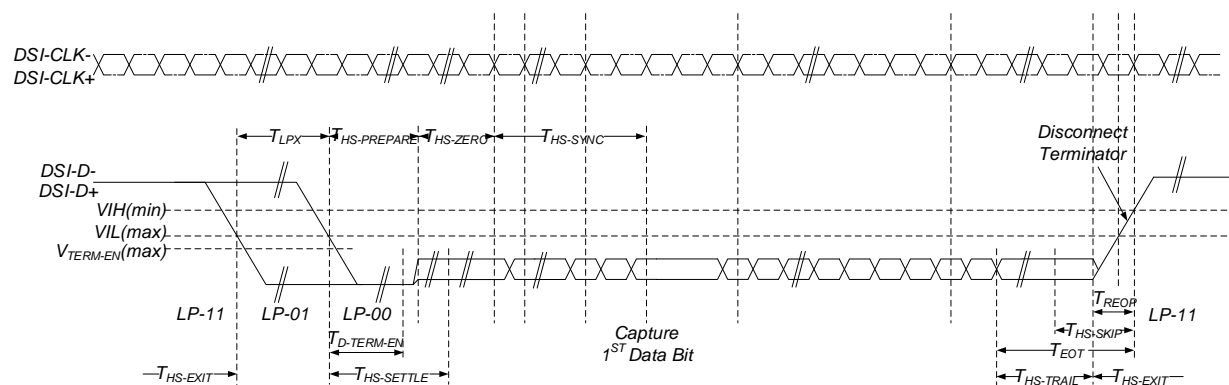 DSI-CLK-
DSI-CLK+
TLPX
THS-PREPARE
THS-ZERO
THS-SYNC
Disconnect
Terminator
DSI-D-
DSI-D+
VIH(min)
VIL(max)
VTERM-EN(max)
LP-11
LP-01
LP-00
Capture
1ST Data Bit
TREOP
LP-11
TD-TERM-EN
THS-SKIP
TEOT
THS-EXIT
THS-SETTLE
THS-TRAIL
THS-EXIT